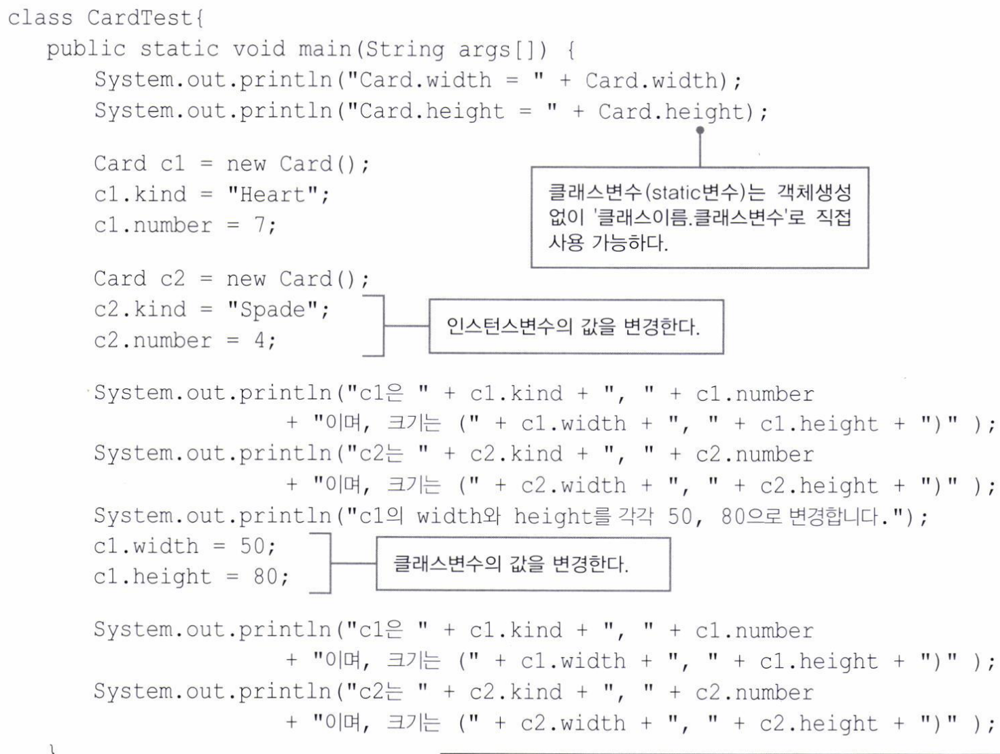 class CardTest{
public static void main(String args[]) {
System.out.println("Card.width = " + Card.width);
System.out.println("Card.height = " + Card.height);
클래스변수(static변수)는 객체생성
없이 '클래스이름.클래스변수'로 직접
사용 가능하다.
Card c1 = new Card();
c1.kind = "Heart";
c1.number = 7;
Card c2 = new Card();
c2.kind = "Spade";
c2.number = 4;
인스턴스변수의 값을 변경한다.
System.out.println("c1은 " + c1.kind + ", " + c1.number
+ "이며, 크기는 (" + c1.width + ", " + c1.height + ")" );
System.out.println("c2는 " + c2.kind + ", " + c2.number
+ "이며, 크기는 (" + c2.width + ", " + c2.height + ")" );
System.out.println("c1의 width와 height를 각각 50, 80으로 변경합니다.");
c1.width = 50;
c1.height = 80;
클래스변수의 값을 변경한다.
System.out.println("c1은 " + c1.kind + ", " + c1.number
+ "이며, 크기는 (" + c1.width + ", " + c1.height + ")" );
System.out.println("c2는 " + c2.kind + ", " + c2.number
+ "이며, 크기는 (" + c2.width + ", " + c2.height + ")" );
}